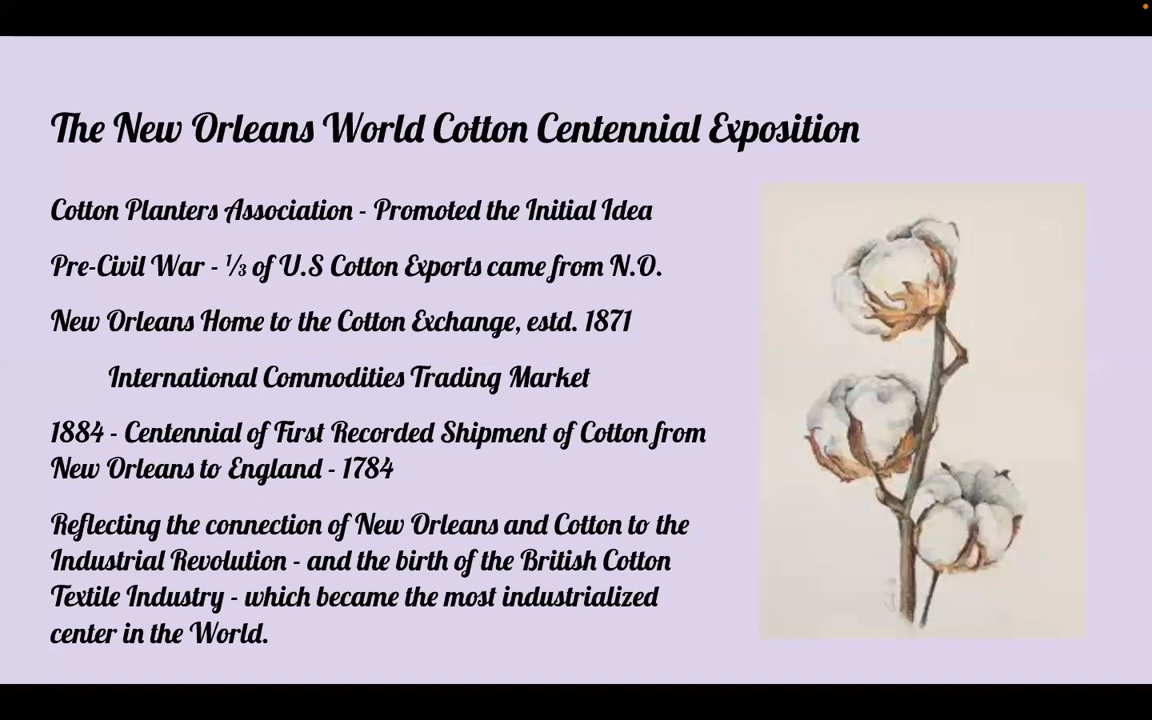 The New Orleans World Cotton Centennial Exposition
Cotton Planters Association - Promoted the Initial Idea
Pre-Civil War - ⅓ of U.S Cotton Exports came from N.O.
New Orleans Home to the Cotton Exchange, estd. 1871
International Commodities Trading Market
1884 - Centennial of First Recorded Shipment of Cotton from
New Orleans to England - 1784
Reflecting the connection of New Orleans and Cotton to the
Industrial Revolution - and the birth of the British Cotton
Textile Industry - which became the most industrialized
center in the World.